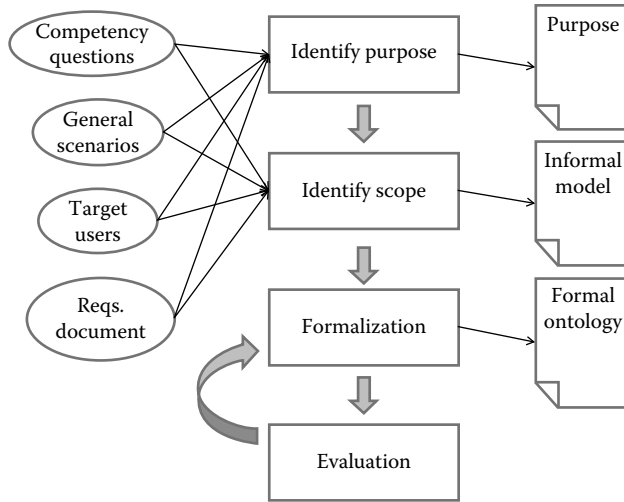 Competency
questions
General
scenarios
Target
users
Reqs.
document
Identify purpose
Identify scope
Formalization
Evaluation
Purpose
Informal
model
Formal
ontology